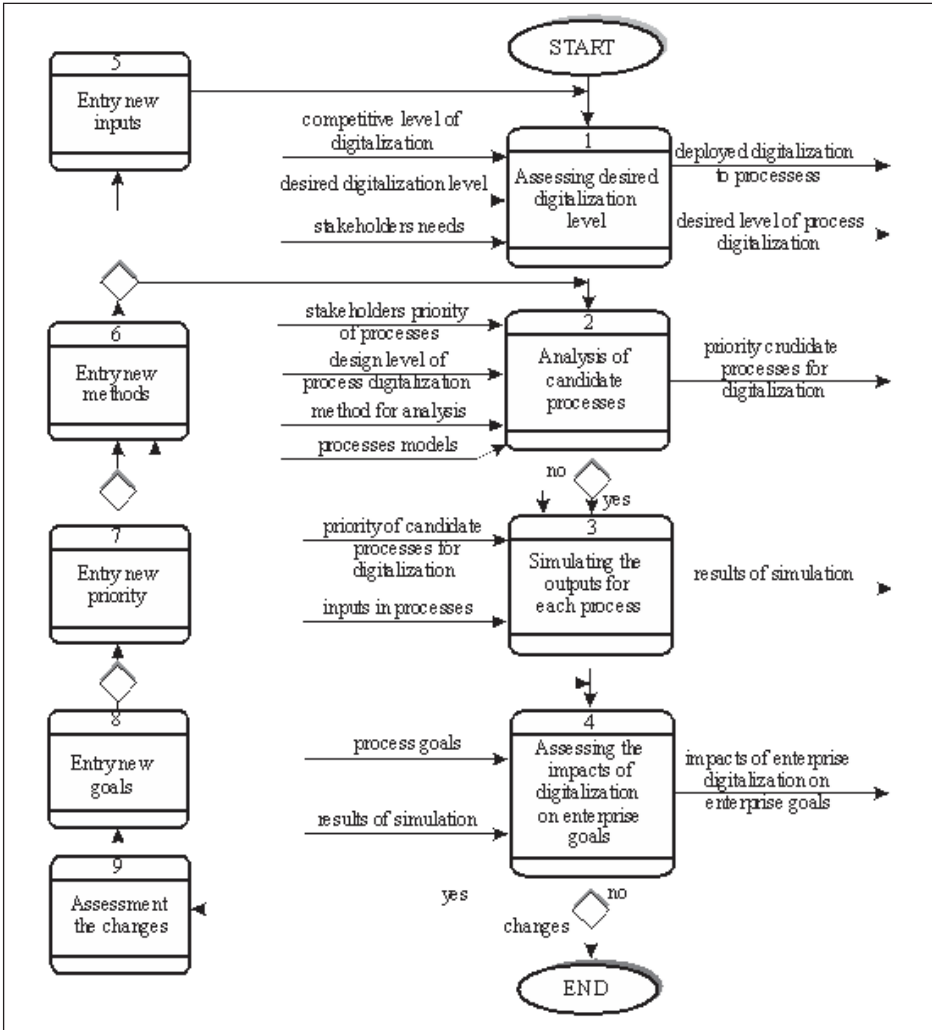 START
5
Entry new
inputs
competitive level of
digitalization
desired digitalization level
stakeholders needs
1
Assessing desired
digitalization
level
deployed digitalization
to processess
desired level of process
digitalization
6
Entry new
methods
stakeholders priority
of processes
design level of
process digitalization
method for analysis
processes models
2
Analysis of
candidate
processes
priority crudidate
processes for
digitalization
no
yes
7
Entry new
priority
priority of candidate
processes for
digitalization
inputs in processes
3
Simulating the
outputs for
each process
results of simulation
8
Entry new
goals
process goals
results of simulation
4
Assessing the
impacts of
digitalization
on enterprise
goals
impacts of enterprise
digitalization on
enterprise goals
9
Assessment
the changes
yes
no
changes
END